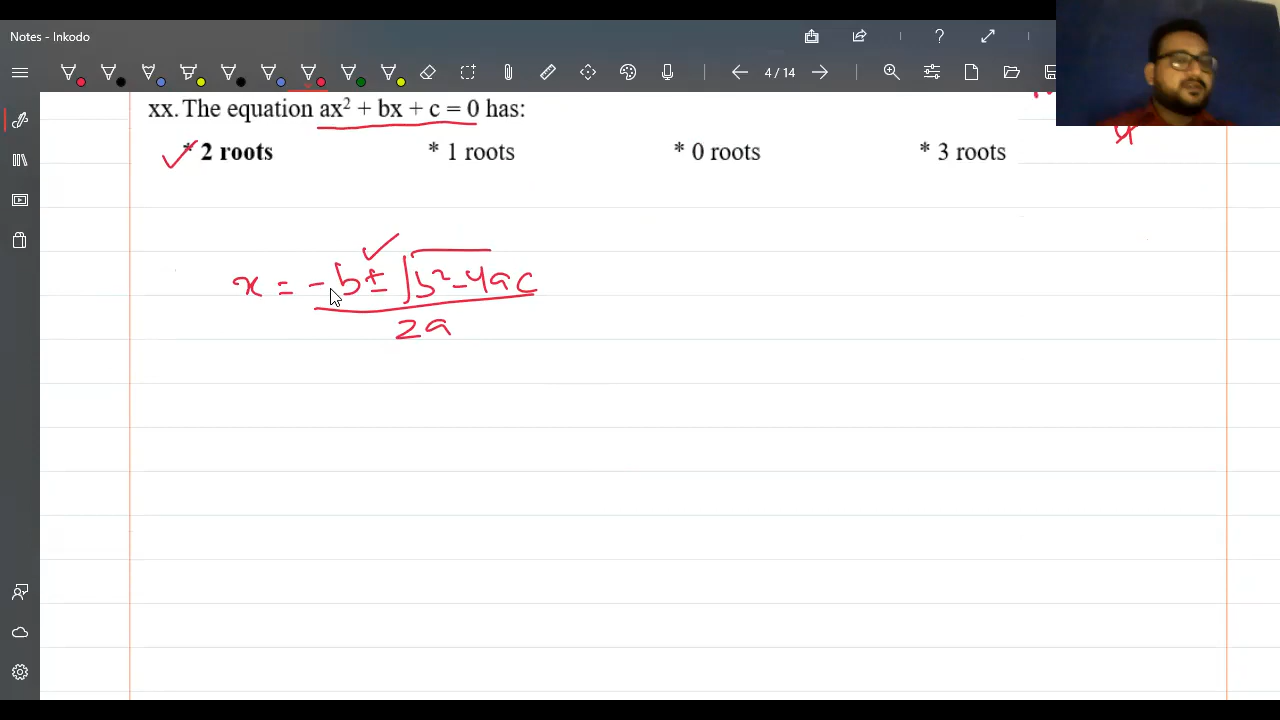 Notes - Inkodo
4 / 14
xx. The equation ax² + bx + c = 0 has:
* 2 roots * 1 roots * 0 roots * 3 roots
x = -b ± √b² - 4ac
2a